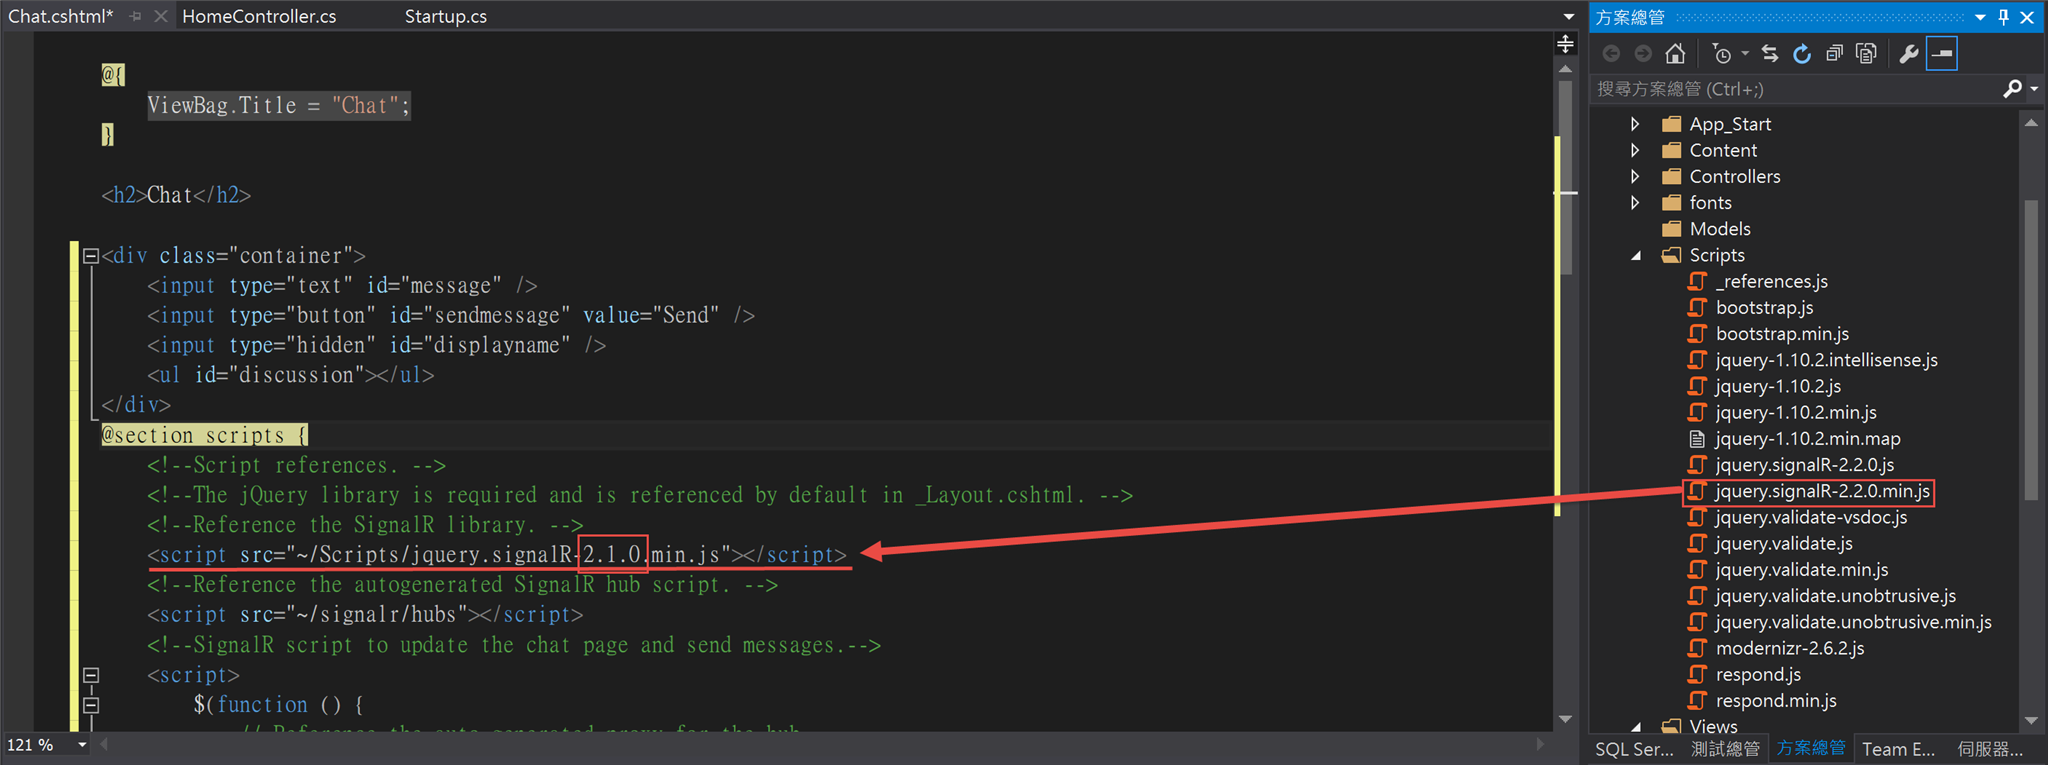 Chat.cshtml* HomeController.cs Startup.cs
@{
ViewBag.Title = "Chat";
}
<h2>Chat</h2>
<div class="container">
<input type="text" id="message" />
<input type="button" id="sendmessage" value="Send" />
<input type="hidden" id="displayname" />
<ul id="discussion"></ul>
</div>
@section scripts {
<!--Script references. -->
<!--The jQuery library is required and is referenced by default in _Layout.cshtml. -->
<!--Reference the SignalR library. -->
<script src="~/Scripts/jquery.signalR-2.1.0.min.js"></script>
<!--Reference the autogenerated SignalR hub script. -->
<script src="~/signalr/hubs"></script>
<!--SignalR script to update the chat page and send messages.-->
<script>
$(function () {
// Reference the auto-generated proxy for the hub.
121 %
方案總管
搜尋方案總管 (Ctrl+;)
App_Start
Content
Controllers
fonts
Models
Scripts
_references.js
bootstrap.js
bootstrap.min.js
jquery-1.10.2.intellisense.js
jquery-1.10.2.js
jquery-1.10.2.min.js
jquery-1.10.2.min.map
jquery.signalR-2.2.0.js
jquery.signalR-2.2.0.min.js
jquery.validate-vsdoc.js
jquery.validate.js
jquery.validate.min.js
jquery.validate.unobtrusive.js
jquery.validate.unobtrusive.min.js
modernizr-2.6.2.js
respond.js
respond.min.js
Views
SQL Ser... 測試總管 方案總管 Team E... 伺服器...